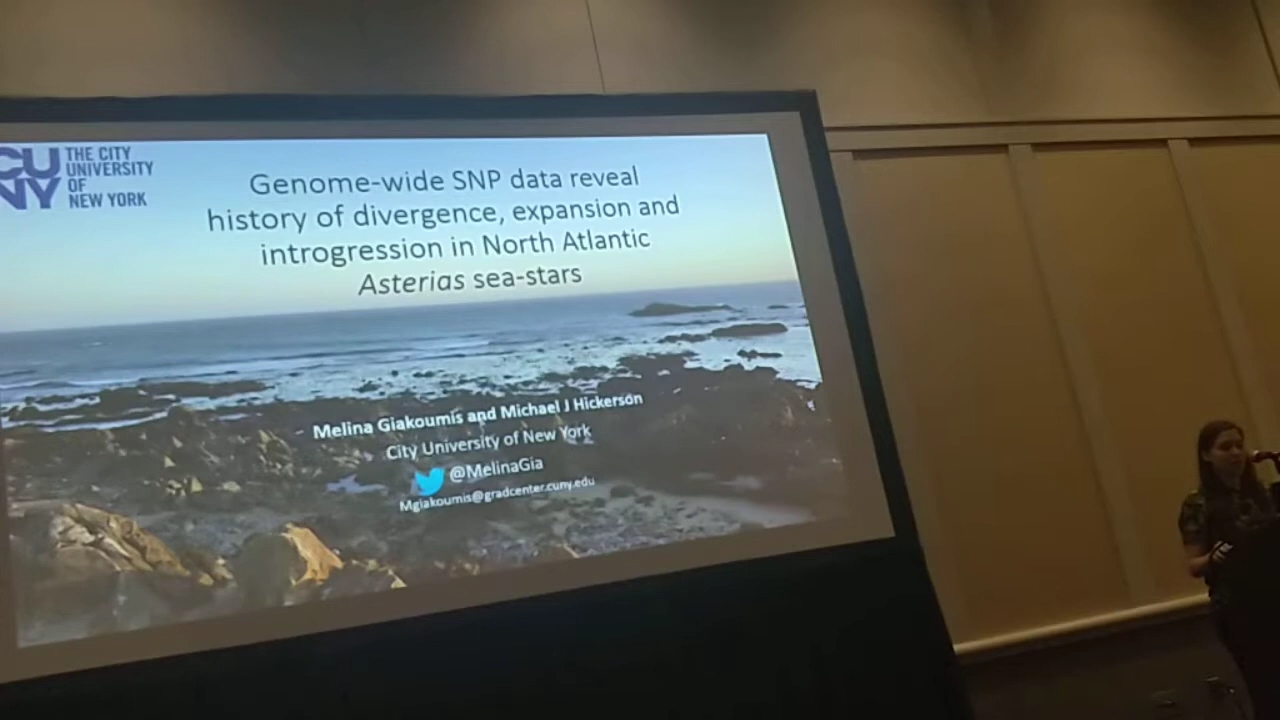 CU
NY
THE CITY
UNIVERSITY
OF
NEW YORK
Genome-wide SNP data reveal
history of divergence, expansion and
introgression in North Atlantic
Asterias sea-stars
Melina Giakoumis and Michael J Hickerson
City University of New York
@MelinaGia
Mgiakoumis@gradcenter.cuny.edu